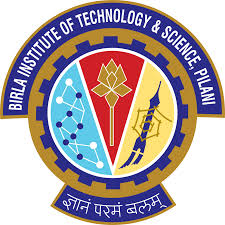 BIRLA INSTITUTE OF TECHNOLOGY & SCIENCE, PILANI
ज्ञानं परमं बलम्